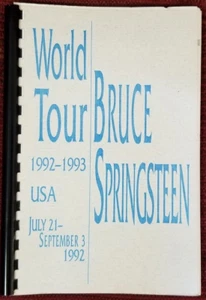 World
Tour
1992-1993
USA
JULY 21-
SEPTEMBER 3
1992
BRUCE
SPRINGSTEEN